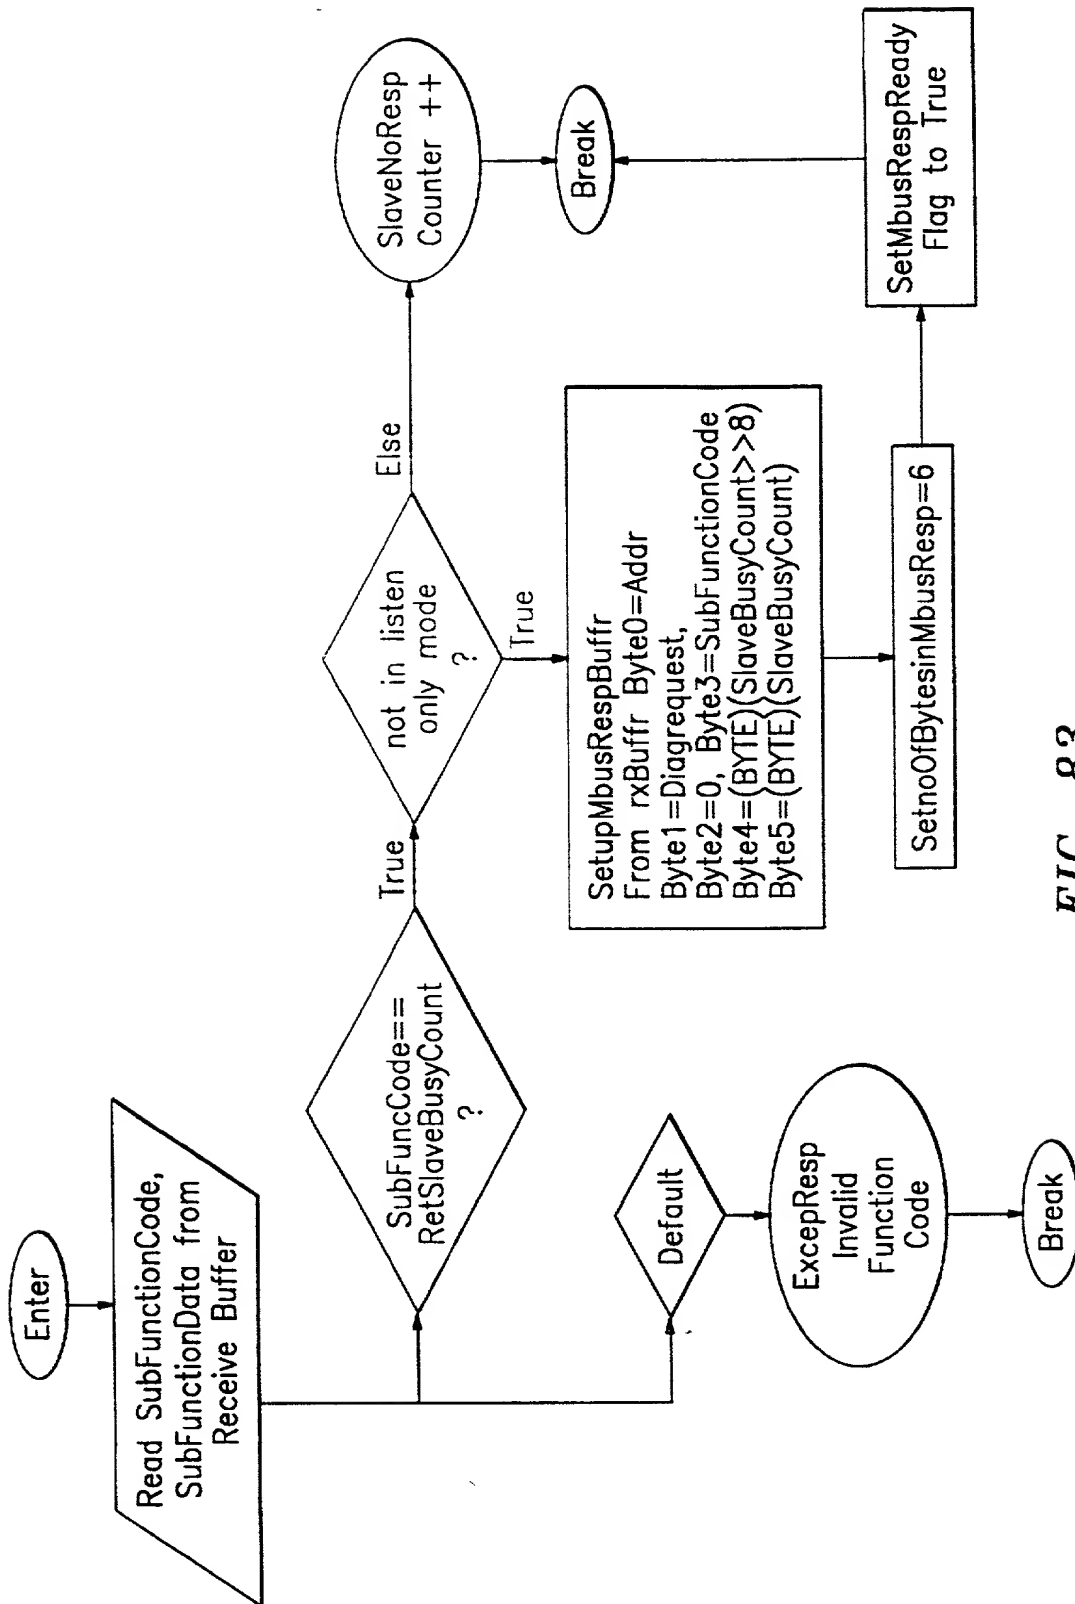 Enter
Read SubFunctionCode,
SubFunctionData from
Receive Buffer
SubFuncCode==
RetSlaveBusyCount
?
True
not in listen
only mode
?
Else
SlaveNoResp
Counter ++
Break
True
SetupMbusRespBuffr
From rxBuffr Byte0=Addr
Byte1=Diagrequest,
Byte2=0, Byte3=SubFunctionCode
Byte4=(BYTE)(SlaveBusyCount>>8)
Byte5=(BYTE)(SlaveBusyCount)
SetnoOfBytesinMbusResp=6
SetMbusRespReady
Flag to True
Default
ExcepResp
Invalid
Function
Code
Break
FIG. 83